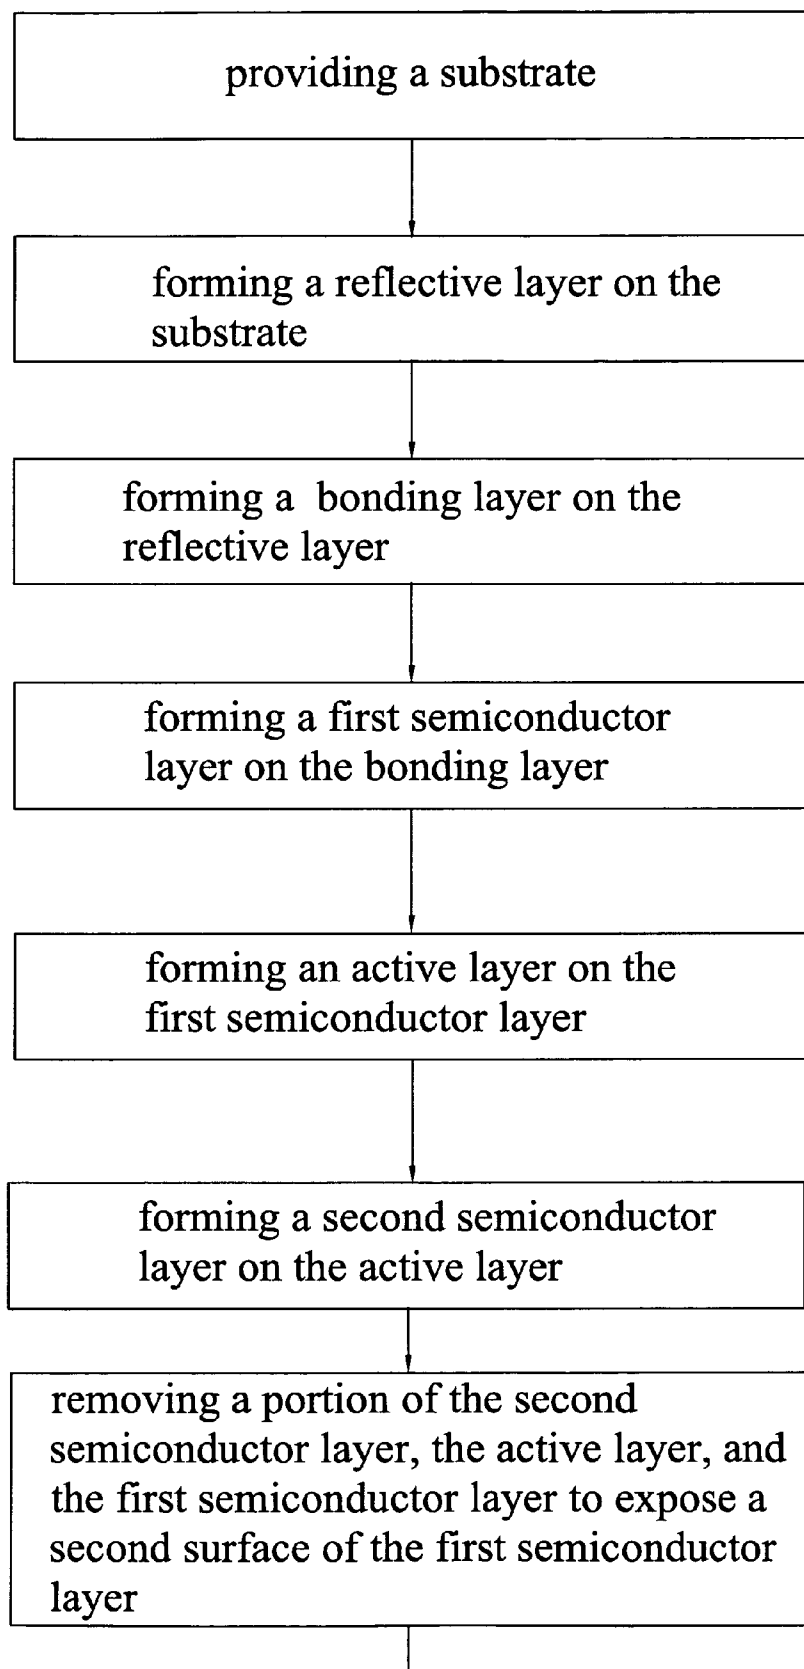 providing a substrate
forming a reflective layer on the
substrate
forming a bonding layer on the
reflective layer
forming a first semiconductor
layer on the bonding layer
forming an active layer on the
first semiconductor layer
forming a second semiconductor
layer on the active layer
removing a portion of the second
semiconductor layer, the active layer, and
the first semiconductor layer to expose a
second surface of the first semiconductor
layer